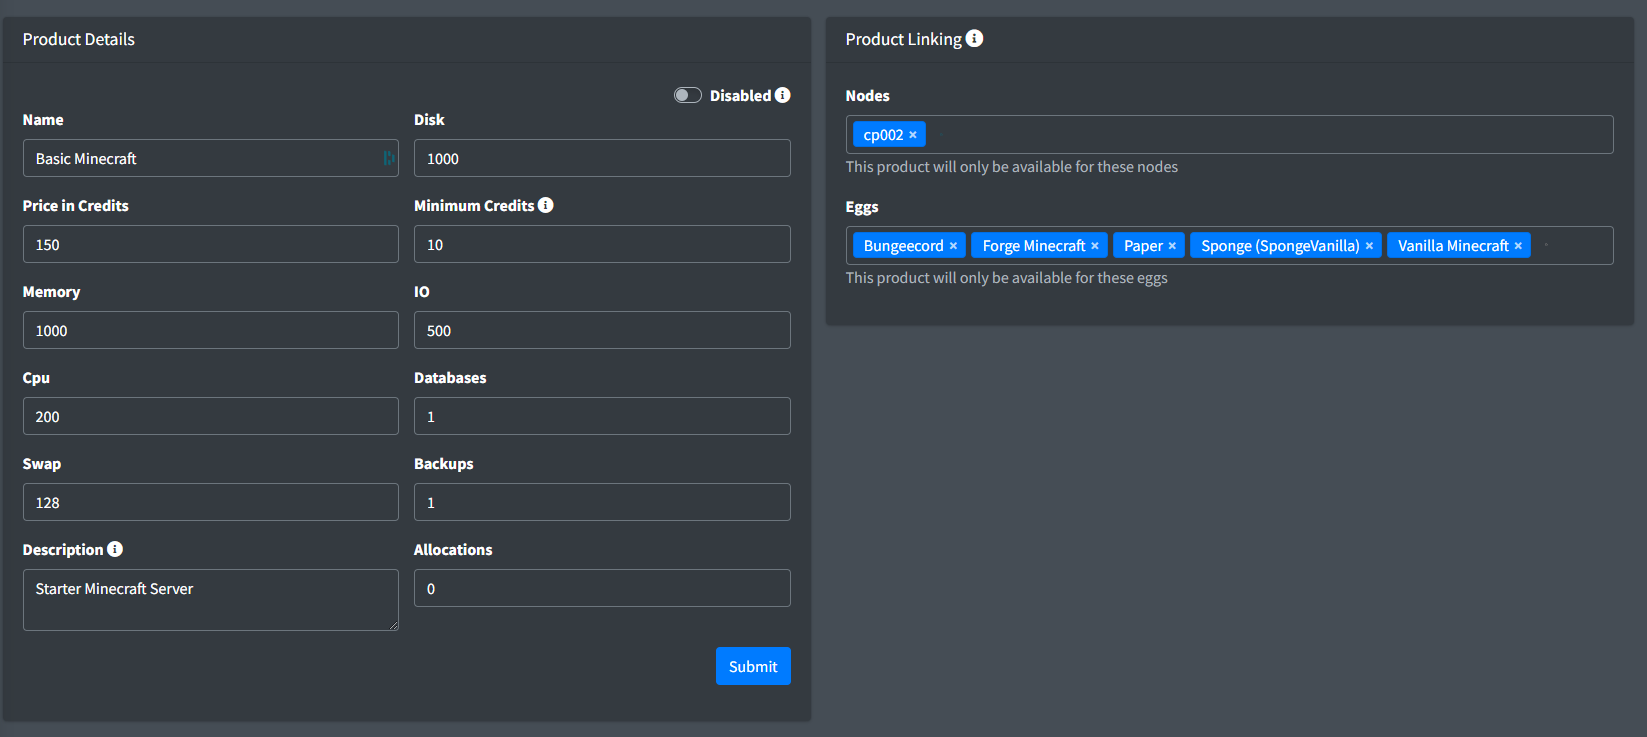 Product Details
Disabled
Name
Disk
Basic Minecraft
1000
Price in Credits
Minimum Credits
150
10
Memory
IO
1000
500
Cpu
Databases
200
1
Swap
Backups
128
1
Description
Allocations
Starter Minecraft Server
0
Submit
Product Linking
Nodes
cp002 ×
This product will only be available for these nodes
Eggs
Bungeecord × Forge Minecraft × Paper × Sponge (SpongeVanilla) × Vanilla Minecraft ×
This product will only be available for these eggs